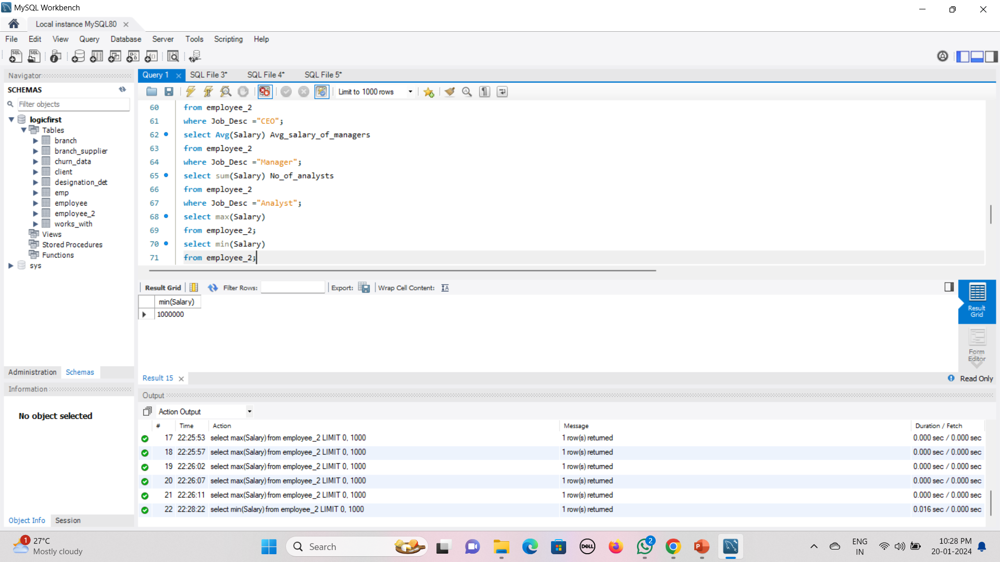 MySQL Workbench
Local instance MySQL80
File Edit View Query Database Server Tools Scripting Help
Navigator
SCHEMAS
Filter objects
logicfirst
Tables
branch
branch_supplier
churn_data
client
designation_det
emp
employee
employee_2
works_with
Views
Stored Procedures
Functions
sys
Administration Schemas
Information
No object selected
Object Info Session
Query 1 SQL File 3* SQL File 4* SQL File 5*
Limit to 1000 rows
60 from employee_2
61 where Job_Desc ="CEO";
62 select Avg(Salary) Avg_salary_of_managers
63 from employee_2
64 where Job_Desc ="Manager";
65 select sum(Salary) No_of_analysts
66 from employee_2
67 where Job_Desc ="Analyst";
68 select max(Salary)
69 from employee_2;
70 select min(Salary)
71 from employee_2;
Result Grid Filter Rows: Export: Wrap Cell Content:
min(Salary)
1000000
Result
Grid
Form
Editor
Result 15
Read Only
Output
Action Output
# Time Action Message Duration / Fetch
17 22:25:53 select max(Salary) from employee_2 LIMIT 0, 1000 1 row(s) returned 0.000 sec / 0.000 sec
18 22:25:57 select max(Salary) from employee_2 LIMIT 0, 1000 1 row(s) returned 0.000 sec / 0.000 sec
19 22:26:02 select max(Salary) from employee_2 LIMIT 0, 1000 1 row(s) returned 0.000 sec / 0.000 sec
20 22:26:07 select max(Salary) from employee_2 LIMIT 0, 1000 1 row(s) returned 0.000 sec / 0.000 sec
21 22:26:11 select max(Salary) from employee_2 LIMIT 0, 1000 1 row(s) returned 0.000 sec / 0.000 sec
22 22:28:22 select min(Salary) from employee_2 LIMIT 0, 1000 1 row(s) returned 0.016 sec / 0.000 sec
1
27°C
Mostly cloudy
Search
DELL
2
ENG
IN
10:28 PM
20-01-2024